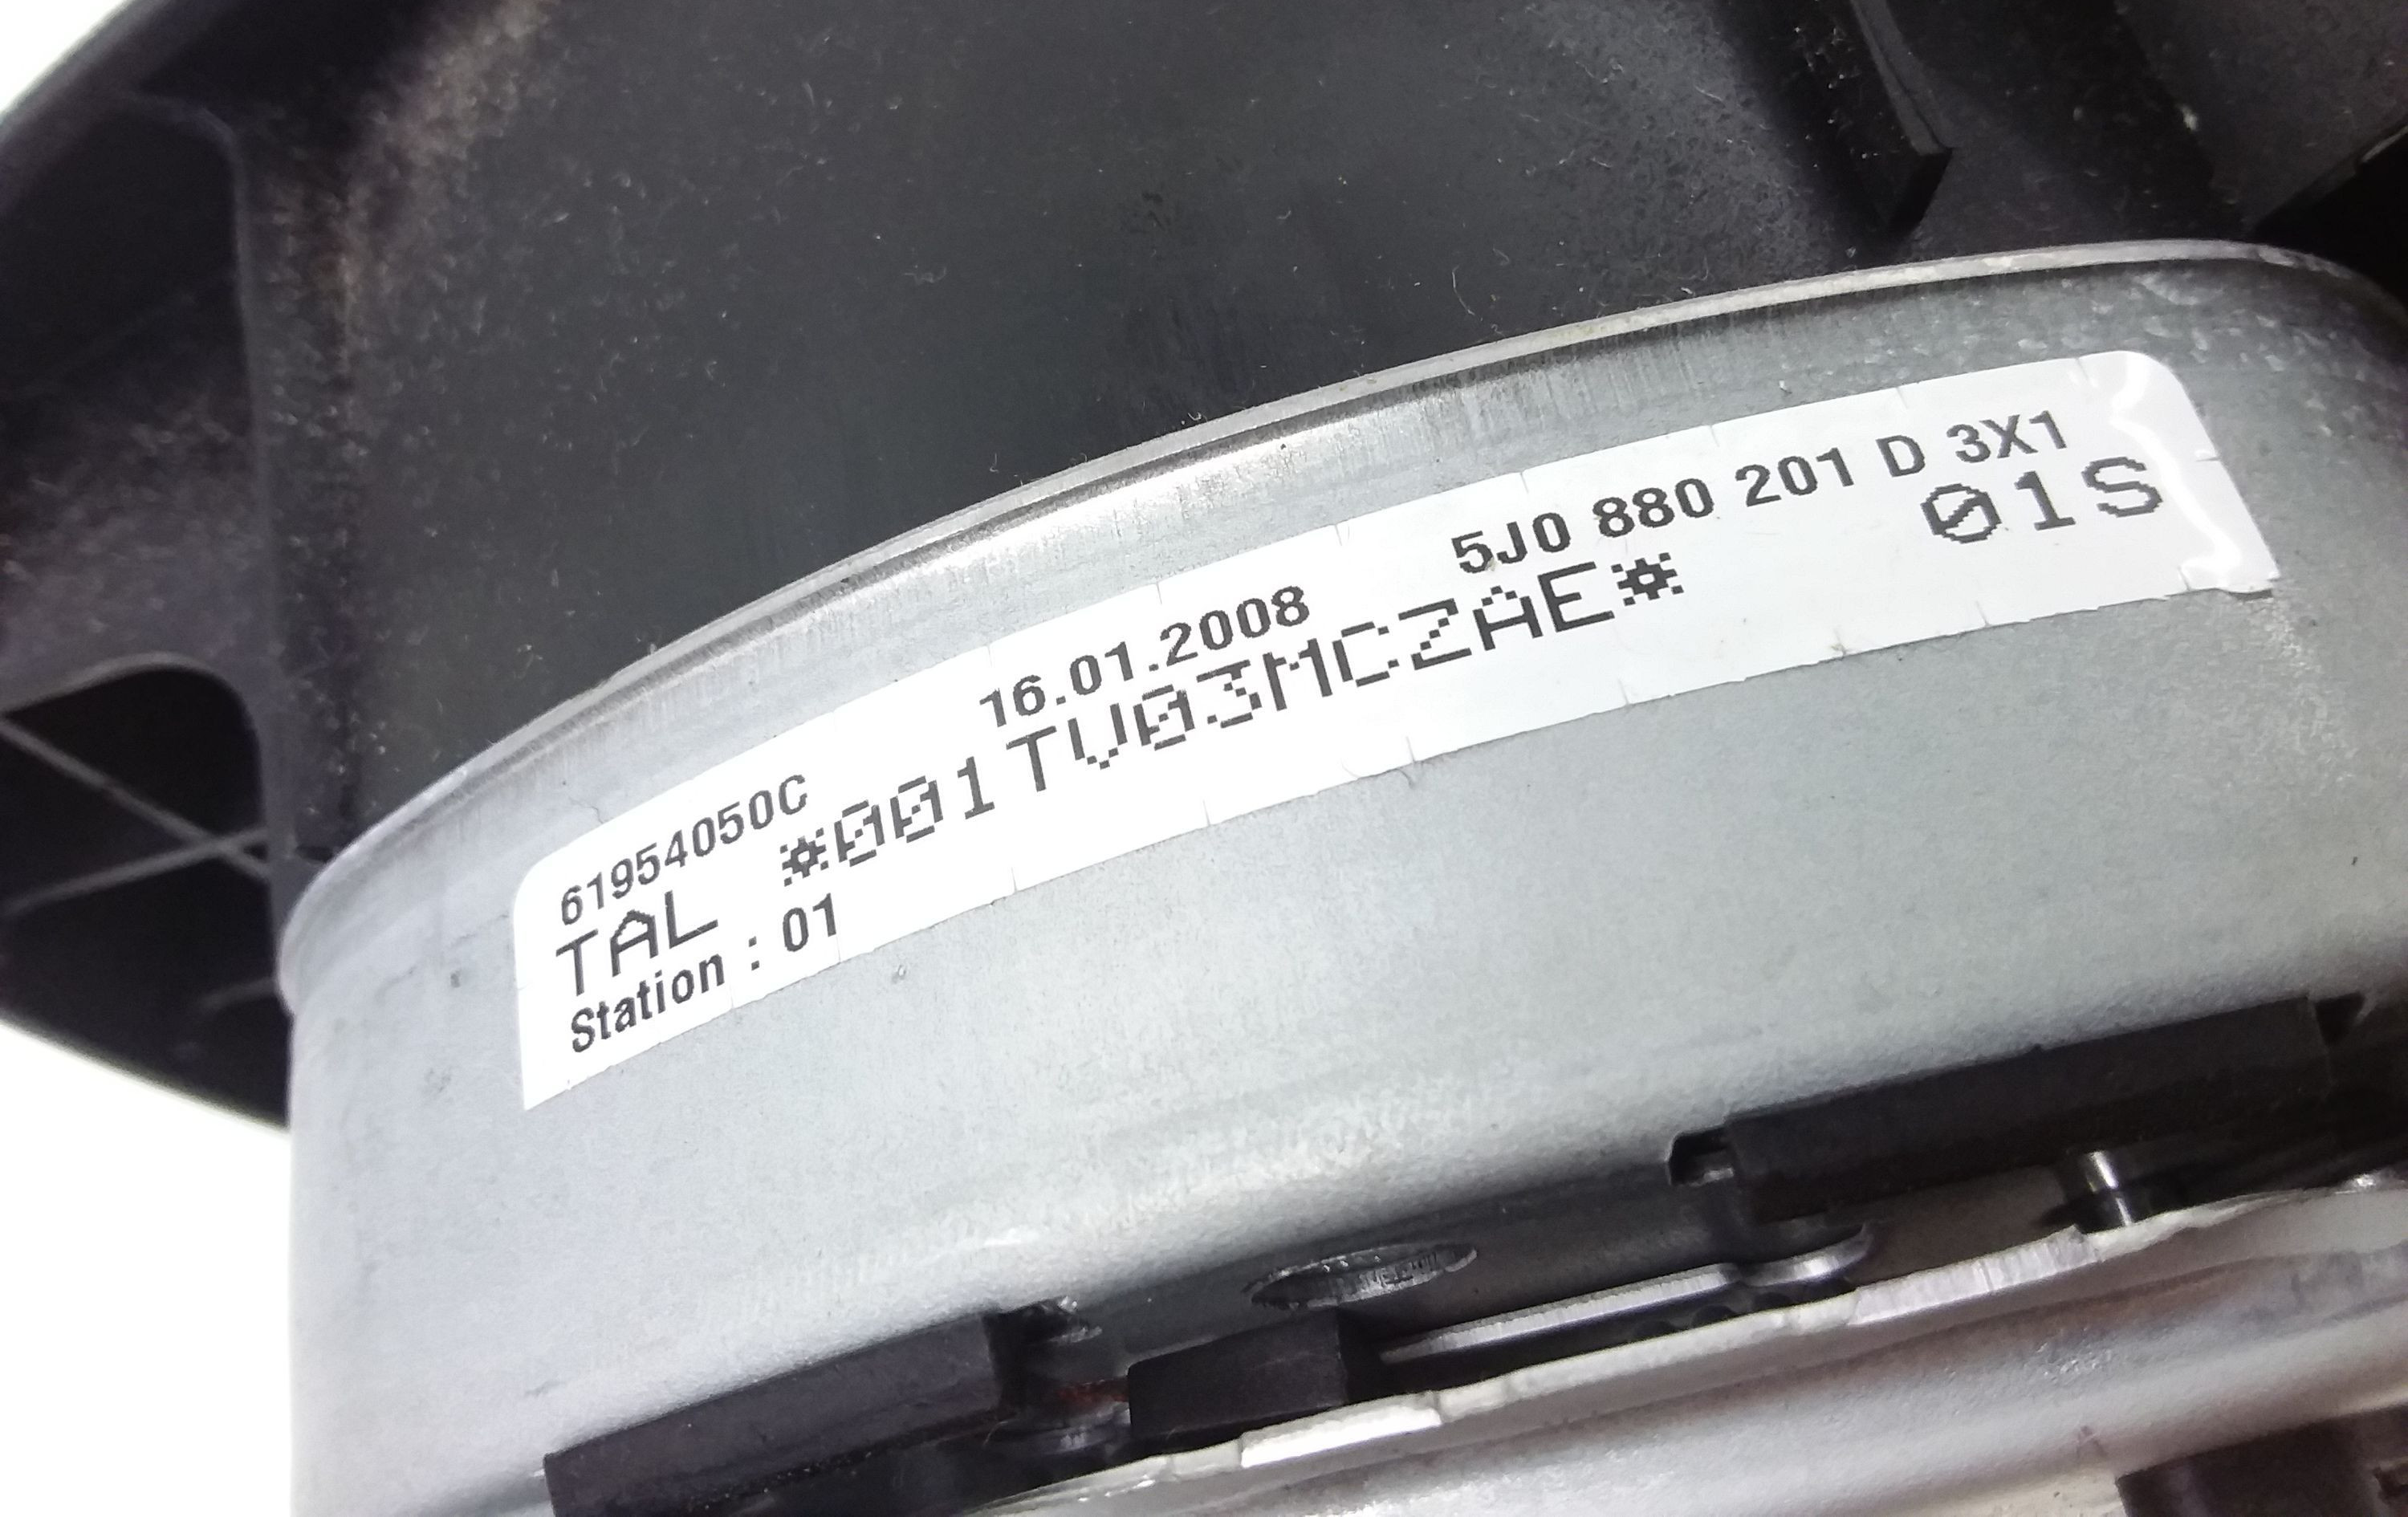 61954050C 16.01.2008 5J0 880 201 D 3X1
TAL *001TV03MCZAE* 01S
Station : 01